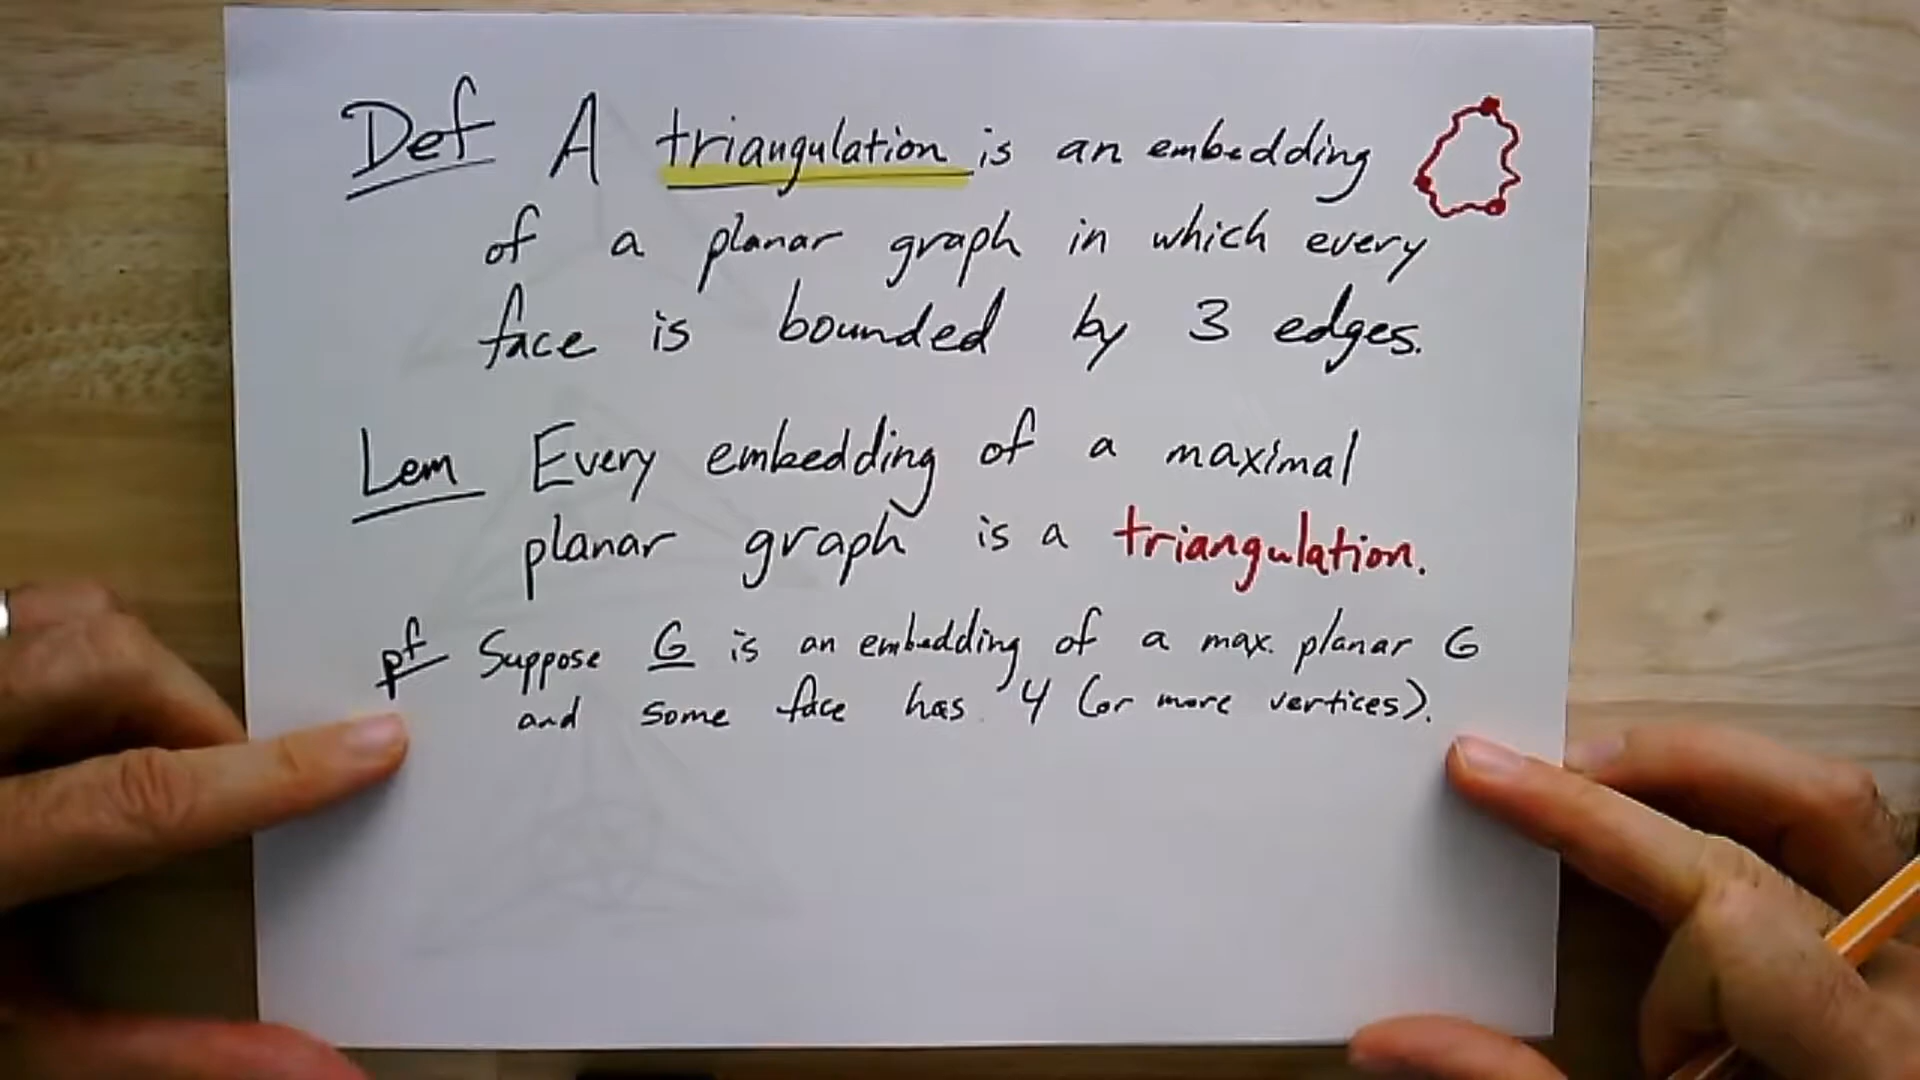 Def A triangulation is an embedding
of a planar graph in which every
face is bounded by 3 edges.
Lem Every embedding of a maximal
planar graph is a triangulation.
pf Suppose G is an embedding of a max. planar G
and some face has 4 (or more vertices).